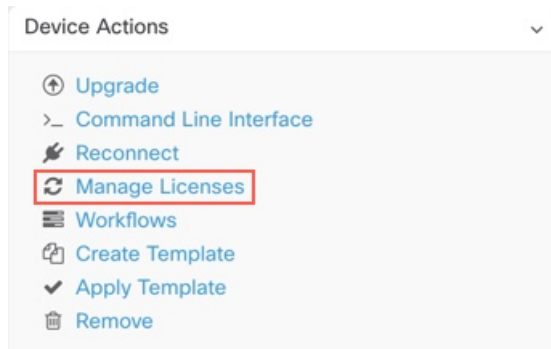 Device Actions
Upgrade
Command Line Interface
Reconnect
Manage Licenses
Workflows
Create Template
Apply Template
Remove